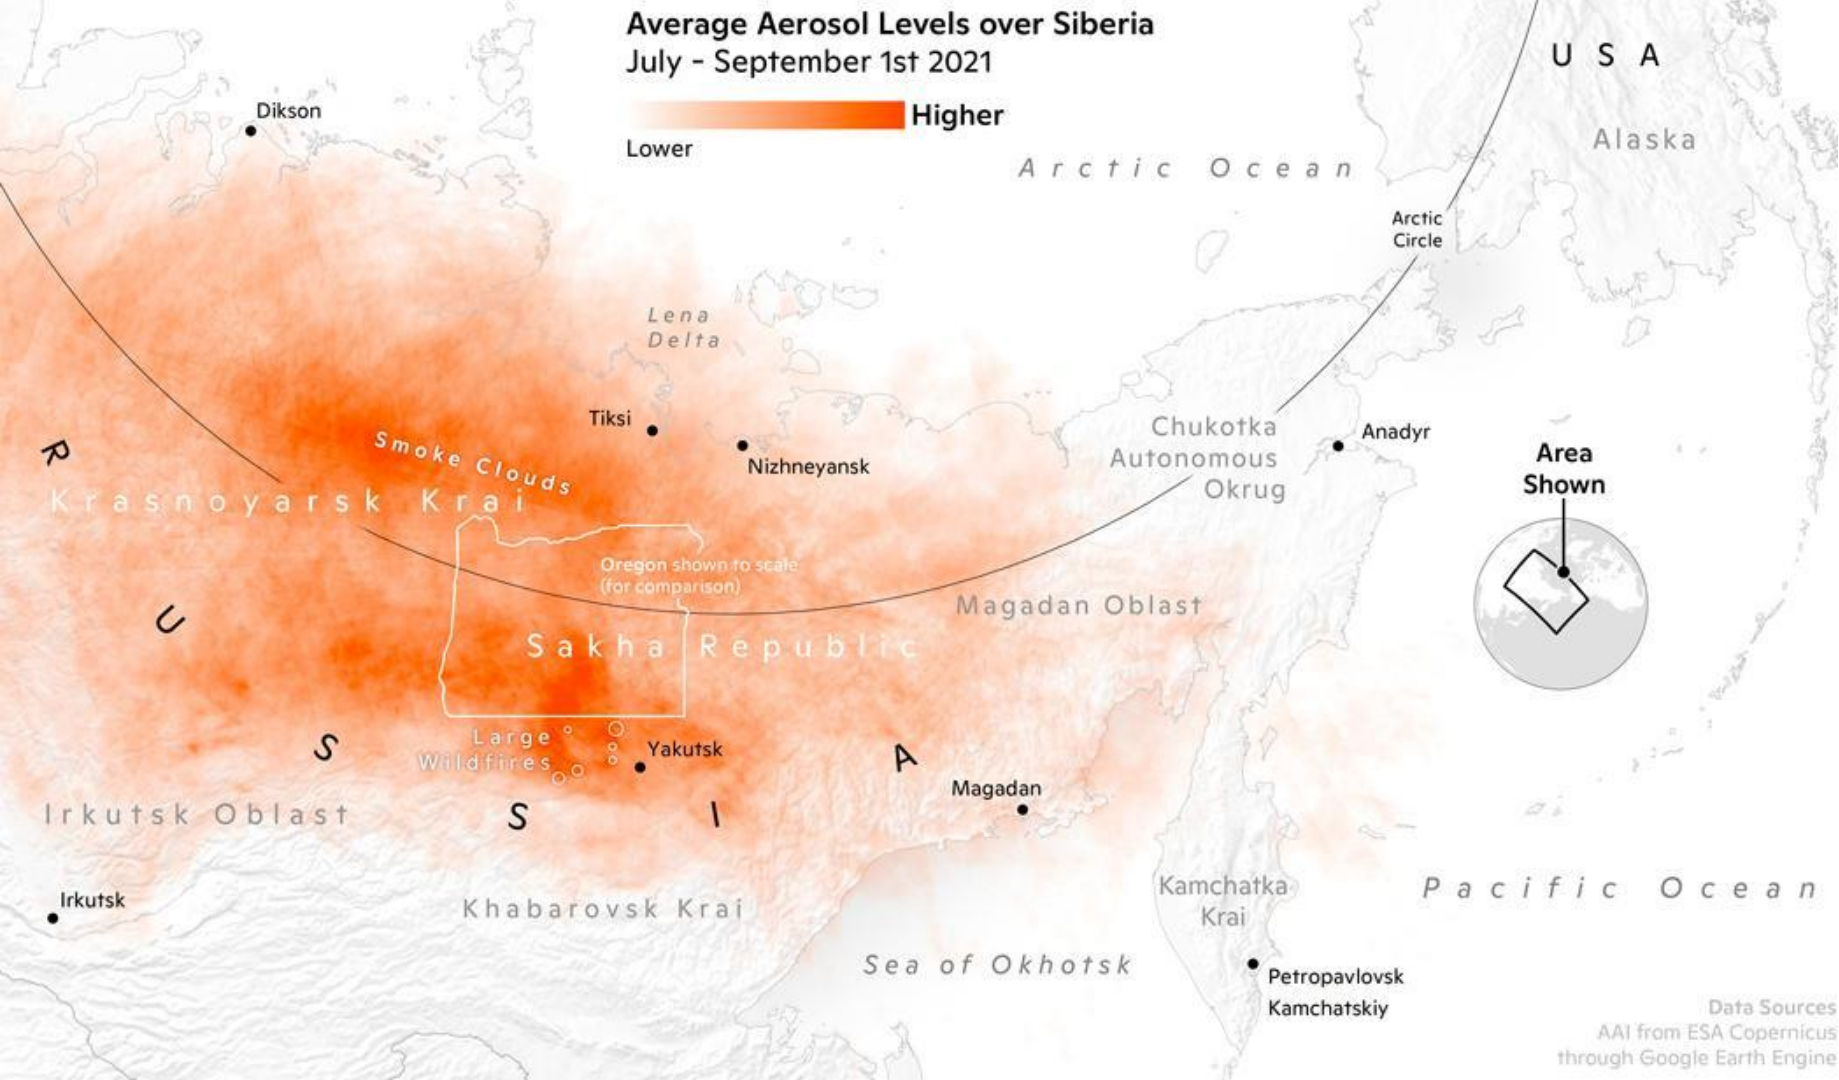 Average Aerosol Levels over Siberia
July - September 1st 2021
Higher
Lower
USA
Alaska
Dikson
Arctic Ocean
Arctic
Circle
Lena
Delta
Tiksi
Nizhneyansk
Smoke Clouds
Krasnoyarsk Krai
Chukotka
Autonomous
Okrug
Anadyr
Area
Shown
Oregon shown to scale
(for comparison)
Magadan Oblast
Sakha Republic
RUSSIA
Large
Wildfires
Yakutsk
Magadan
Irkutsk Oblast
Irkutsk
Khabarovsk Krai
Kamchatka
Krai
Pacific Ocean
Sea of Okhotsk
Petropavlovsk
Kamchatskiy
Data Sources
AAI from ESA Copernicus
through Google Earth Engine